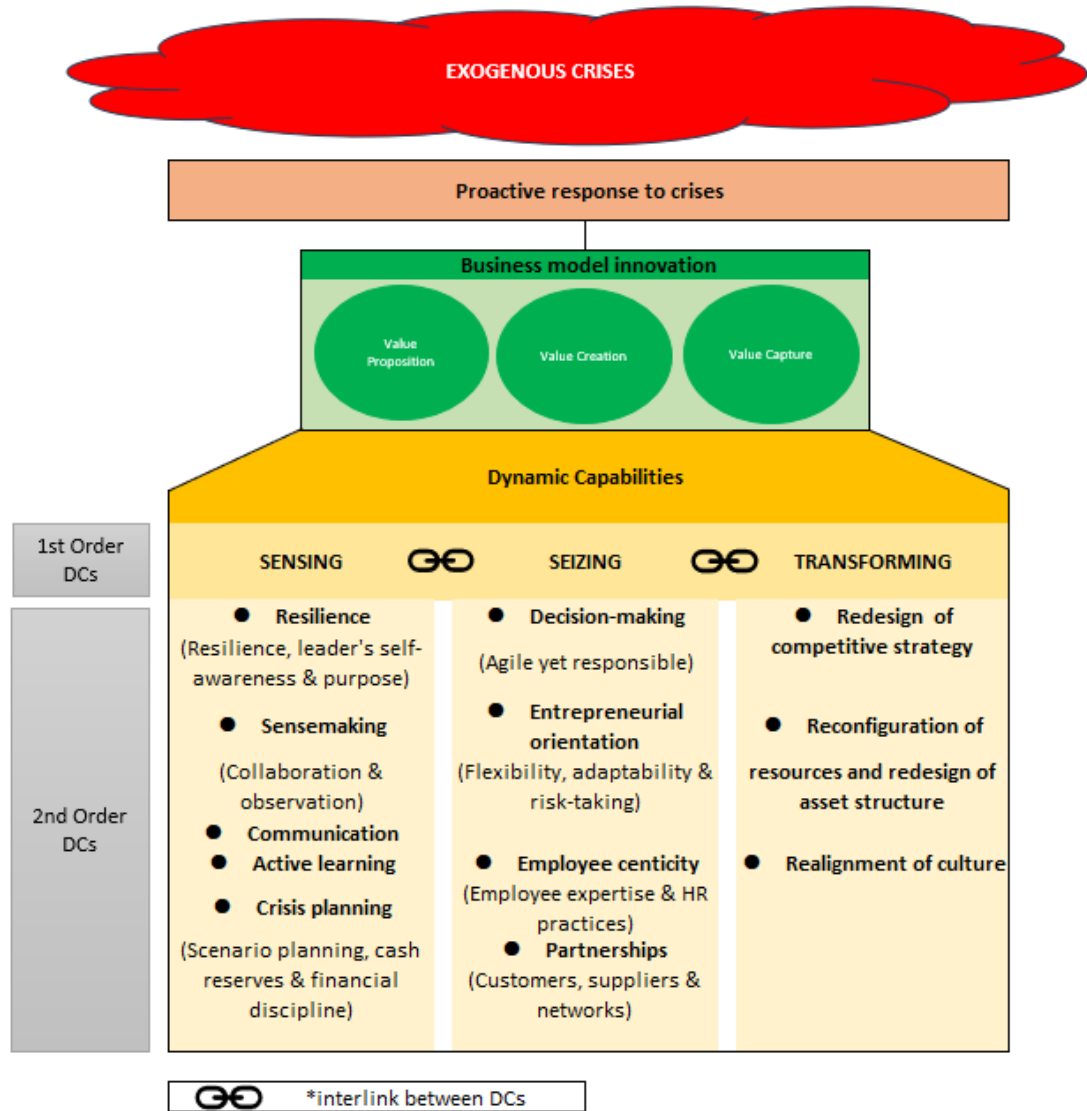 EXOGENOUS CRISES
Proactive response to crises
Business model innovation
Value
Proposition
Value Creation
Value Capture
Dynamic Capabilities
1st Order
DCs
SENSING
SEIZING
TRANSFORMING
2nd Order
DCs
● Resilience
(Resilience, leader's self-
awareness & purpose)
● Sensemaking
(Collaboration &
observation)
● Communication
● Active learning
● Crisis planning
(Scenario planning, cash
reserves & financial
discipline)
● Decision-making
(Agile yet responsible)
● Entrepreneurial
orientation
(Flexibility, adaptability &
risk-taking)
● Employee centicity
(Employee expertise & HR
practices)
● Partnerships
(Customers, suppliers &
networks)
● Redesign of
competitive strategy
● Reconfiguration of
resources and redesign of
asset structure
● Realignment of culture
*interlink between DCs